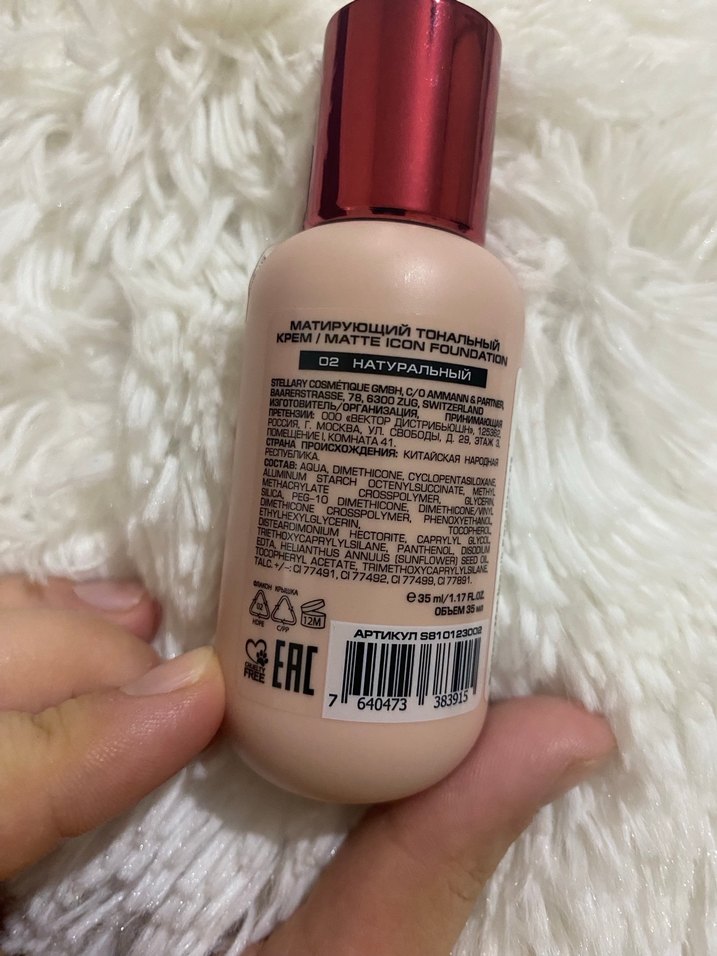 МАТИРУЮЩИЙ ТОНАЛЬНЫЙ
КРЕМ / MATTE ICON FOUNDATION
02 НАТУРАЛЬНЫЙ
STELLARY COSMÉTIQUE GMBH, C/O AMMANN & PARTNER,
BAARERSTRASSE, 78, 6300 ZUG, SWITZERLAND
ИЗГОТОВИТЕЛЬ/ОРГАНИЗАЦИЯ, ПРИНИМАЮЩАЯ
ПРЕТЕНЗИИ: ООО «ВЕКТОР ДИСТРИБЬЮШН», 125362,
РОССИЯ, Г. МОСКВА, УЛ. СВОБОДЫ, Д. 29, ЭТАЖ 3,
ПОМЕЩЕНИЕ I, КОМНАТА 41.
СТРАНА ПРОИСХОЖДЕНИЯ: КИТАЙСКАЯ НАРОДНАЯ
РЕСПУБЛИКА.
СОСТАВ: AQUA, DIMETHICONE, CYCLOPENTASILOXANE,
ALUMINUM STARCH OCTENYLSUCCINATE, METHYL
METHACRYLATE CROSSPOLYMER, GLYCERIN,
SILICA, PEG-10 DIMETHICONE, DIMETHICONE/VINYL
DIMETHICONE CROSSPOLYMER, PHENOXYETHANOL,
ETHYLHEXYLGLYCERIN, TOCOPHEROL,
DISTEARDIMONIUM HECTORITE, CAPRYLYL GLYCOL,
TRIETHOXYCAPRYLYLSILANE, PANTHENOL, DISODIUM
EDTA, HELIANTHUS ANNUUS (SUNFLOWER) SEED OIL,
TOCOPHERYL ACETATE, TRIMETHOXYCAPRYLYLSILANE,
TALC. +/–: CI 77491, CI 77492, CI 77499, CI 77891.
℮ 35 ml/1.17 FL.OZ.
ОБЪЕМ 35 мл
ФЛАКОН КРЫШКА
02 12M
HDPE C/PP
CRUELTY
FREE
EAC
АРТИКУЛ S810123002
7 640473 383915